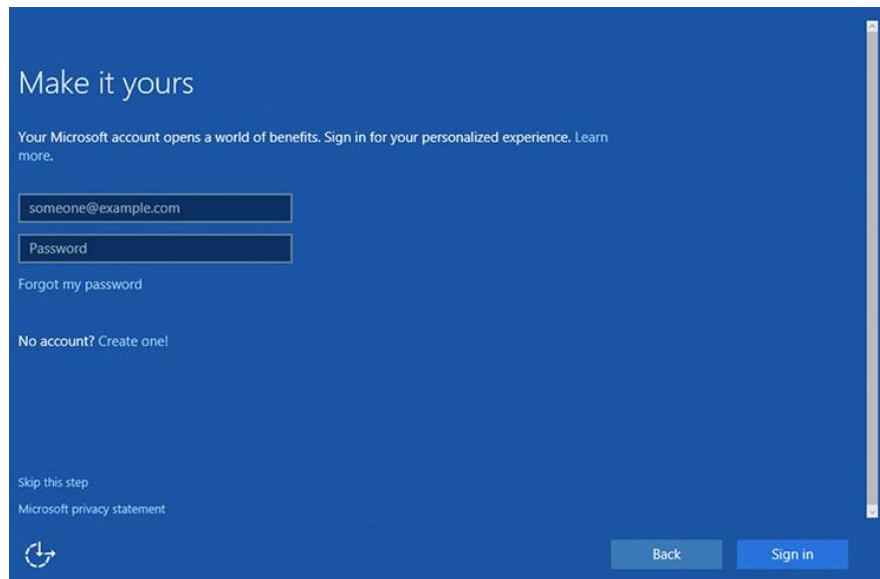 Make it yours
Your Microsoft account opens a world of benefits. Sign in for your personalized experience. Learn
more.
someone@example.com
Password
Forgot my password
No account? Create one!
Skip this step
Microsoft privacy statement
Back
Sign in